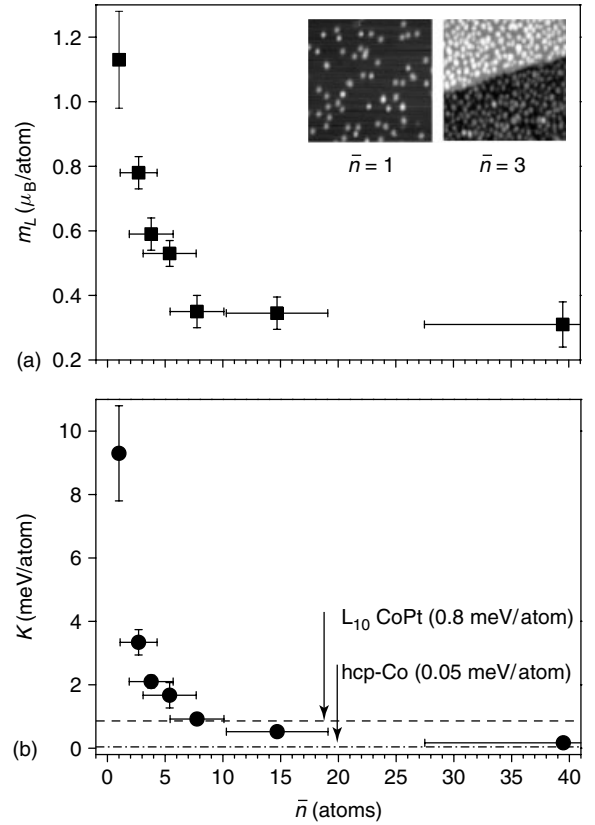 1.2
1.0
0.8
0.6
0.4
0.2
m_L (μ_B/atom)
n̄ = 1
n̄ = 3
(a)
10
8
6
4
2
0
K (meV/atom)
L₁₀ CoPt (0.8 meV/atom)
hcp-Co (0.05 meV/atom)
(b)
0 5 10 15 20 25 30 35 40
n̄ (atoms)